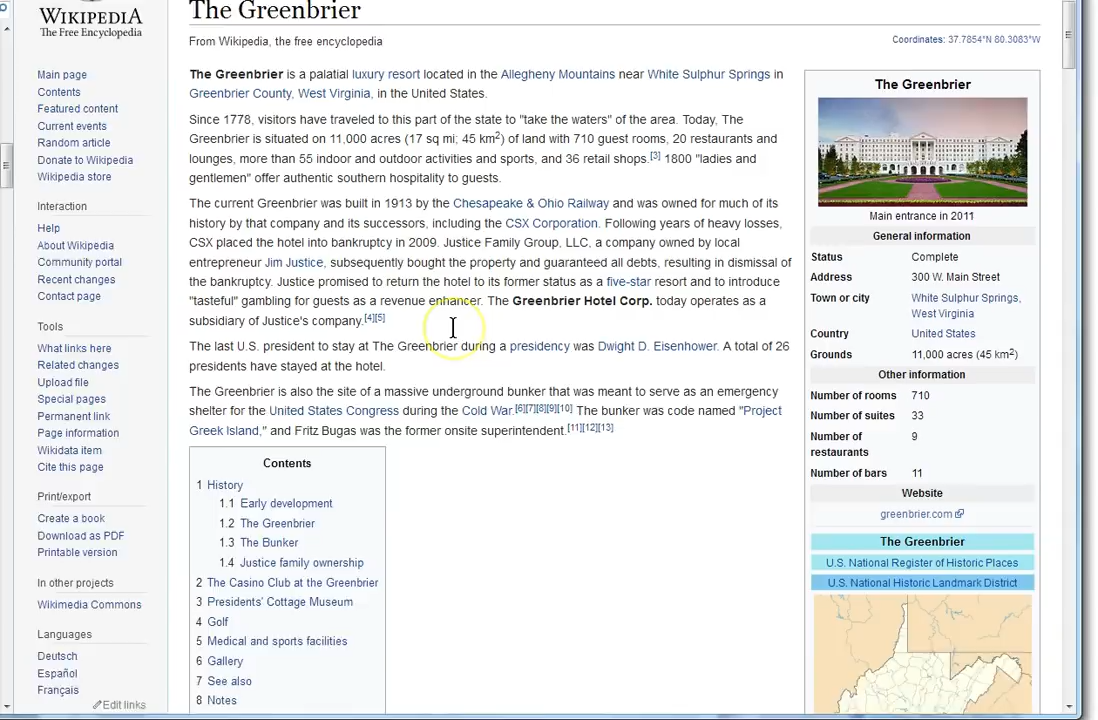 WIKIPEDIA
The Free Encyclopedia
Main page
Contents
Featured content
Current events
Random article
Donate to Wikipedia
Wikipedia store
Interaction
Help
About Wikipedia
Community portal
Recent changes
Contact page
Tools
What links here
Related changes
Upload file
Special pages
Permanent link
Page information
Wikidata item
Cite this page
Print/export
Create a book
Download as PDF
Printable version
In other projects
Wikimedia Commons
Languages
Deutsch
Español
Français
Edit links
The Greenbrier
From Wikipedia, the free encyclopedia
Coordinates: 37.7854°N 80.3083°W
The Greenbrier is a palatial luxury resort located in the Allegheny Mountains near White Sulphur Springs in
Greenbrier County, West Virginia, in the United States.
Since 1778, visitors have traveled to this part of the state to "take the waters" of the area. Today, The
Greenbrier is situated on 11,000 acres (17 sq mi; 45 km²) of land with 710 guest rooms, 20 restaurants and
lounges, more than 55 indoor and outdoor activities and sports, and 36 retail shops.[3] 1800 "ladies and
gentlemen" offer authentic southern hospitality to guests.
The current Greenbrier was built in 1913 by the Chesapeake & Ohio Railway and was owned for much of its
history by that company and its successors, including the CSX Corporation. Following years of heavy losses,
CSX placed the hotel into bankruptcy in 2009. Justice Family Group, LLC, a company owned by local
entrepreneur Jim Justice, subsequently bought the property and guaranteed all debts, resulting in dismissal of
the bankruptcy. Justice promised to return the hotel to its former status as a five-star resort and to introduce
"tasteful" gambling for guests as a revenue enhancer. The Greenbrier Hotel Corp. today operates as a
subsidiary of Justice's company.[4][5]
The last U.S. president to stay at The Greenbrier during a presidency was Dwight D. Eisenhower. A total of 26
presidents have stayed at the hotel.
The Greenbrier is also the site of a massive underground bunker that was meant to serve as an emergency
shelter for the United States Congress during the Cold War.[6][7][8][9][10] The bunker was code named "Project
Greek Island," and Fritz Bugas was the former onsite superintendent.[11][12][13]
Contents
1 History
1.1 Early development
1.2 The Greenbrier
1.3 The Bunker
1.4 Justice family ownership
2 The Casino Club at the Greenbrier
3 Presidents' Cottage Museum
4 Golf
5 Medical and sports facilities
6 Gallery
7 See also
8 Notes
The Greenbrier
Main entrance in 2011
General information
Status Complete
Address 300 W. Main Street
Town or city White Sulphur Springs,
West Virginia
Country United States
Grounds 11,000 acres (45 km²)
Other information
Number of rooms 710
Number of suites 33
Number of 9
restaurants
Number of bars 11
Website
greenbrier.com
The Greenbrier
U.S. National Register of Historic Places
U.S. National Historic Landmark District